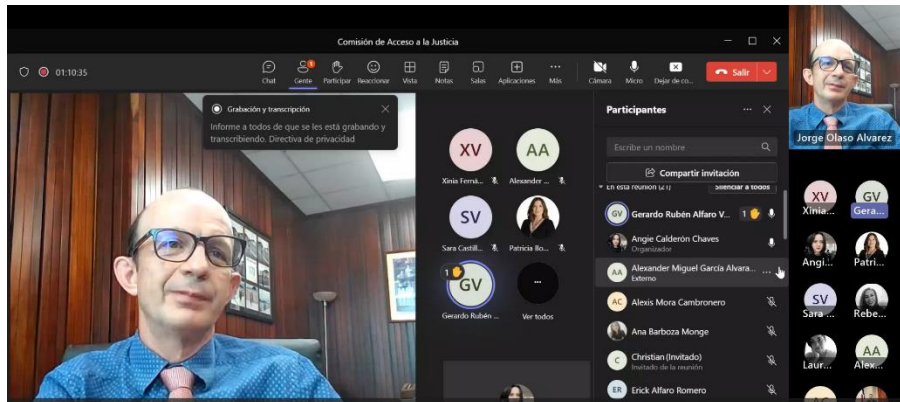 Comisión de Acceso a la Justicia
01:10:35
Chat
Gente
Participar
Reaccionar
Vista
Notas
Salas
Aplicaciones
Más
Cámara
Micro
Dejar de co...
Salir
Grabación y transcripción
Informe a todos de que se les está grabando y
transcribiendo. Directiva de privacidad
XV
Xinia Ferná...
AA
Alexander ...
SV
Sara Castill...
Patricia Bo...
1
GV
Gerardo Rubén ...
...
Ver todos
Participantes
Escribe un nombre
Compartir invitación
En esta reunión (21)
Silenciar a todos
GV
Gerardo Rubén Alfaro V...
1
Angie Calderón Chaves
Organizador
AA
Alexander Miguel García Alvara...
Externo
AC
Alexis Mora Cambronero
Ana Barboza Monge
C
Christian (Invitado)
Invitado de la reunión
ER
Erick Alfaro Romero
Jorge Olaso Alvarez
XV
Xinia...
GV
Gera...
Angi...
Patri...
SV
Sara ...
Rebe...
Laur...
AA
Alex...